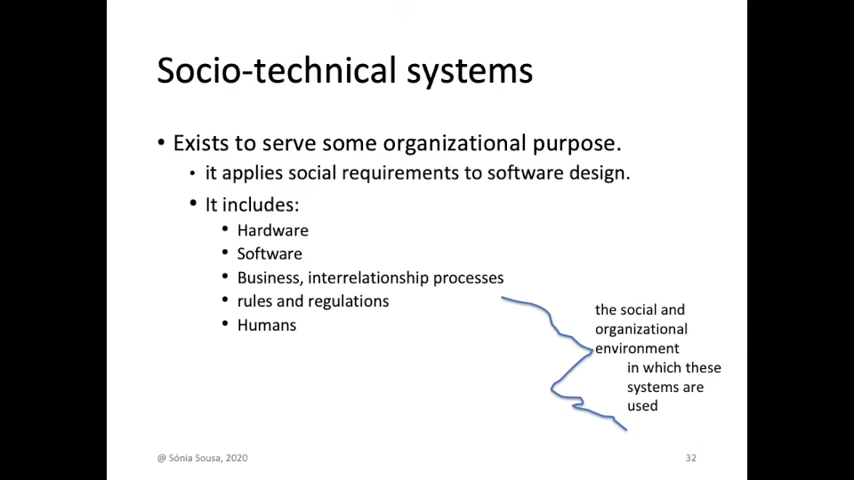 Socio-technical systems
• Exists to serve some organizational purpose.
• it applies social requirements to software design.
• It includes:
• Hardware
• Software
• Business, interrelationship processes
• rules and regulations
• Humans
the social and
organizational
environment
in which these
systems are
used
@ Sónia Sousa, 2020
32